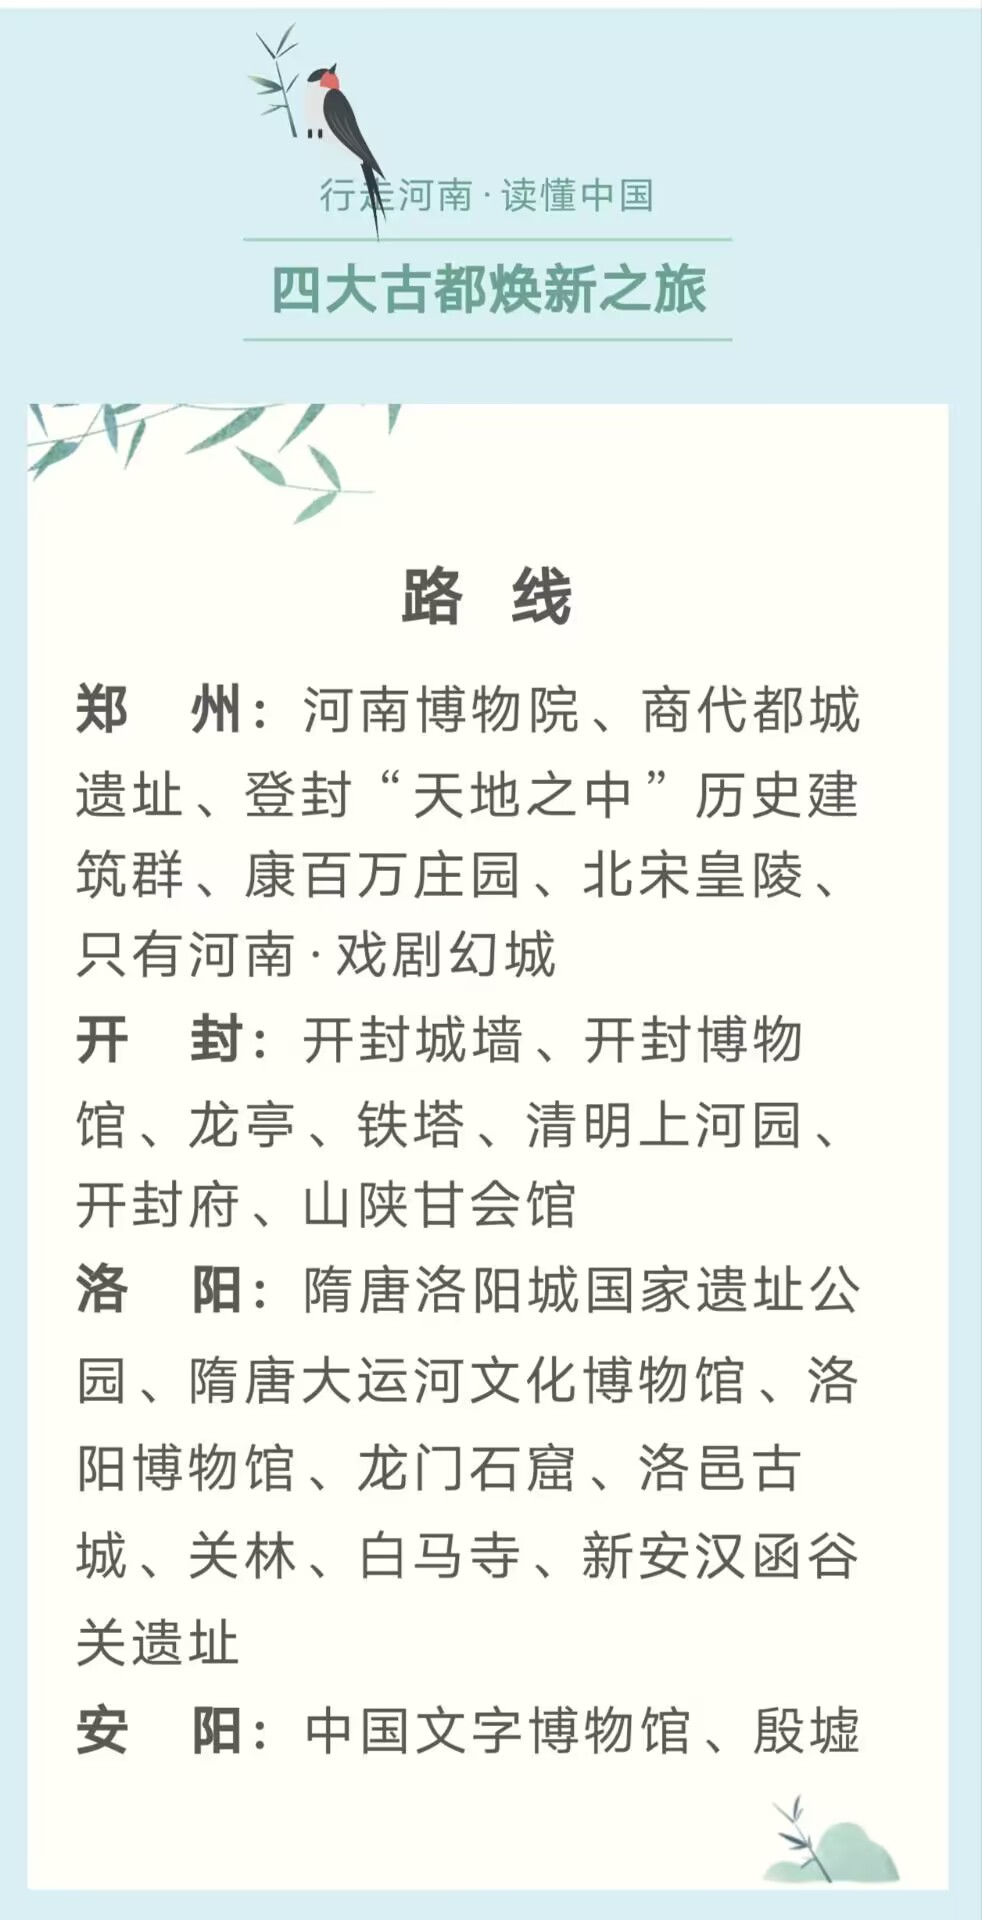 行走河南·读懂中国
四大古都焕新之旅
路 线
郑 州：河南博物院、商代都城
遗址、登封“天地之中”历史建
筑群、康百万庄园、北宋皇陵、
只有河南·戏剧幻城
开 封：开封城墙、开封博物
馆、龙亭、铁塔、清明上河园、
开封府、山陕甘会馆
洛 阳：隋唐洛阳城国家遗址公
园、隋唐大运河文化博物馆、洛
阳博物馆、龙门石窟、洛邑古
城、关林、白马寺、新安汉函谷
关遗址
安 阳：中国文字博物馆、殷墟